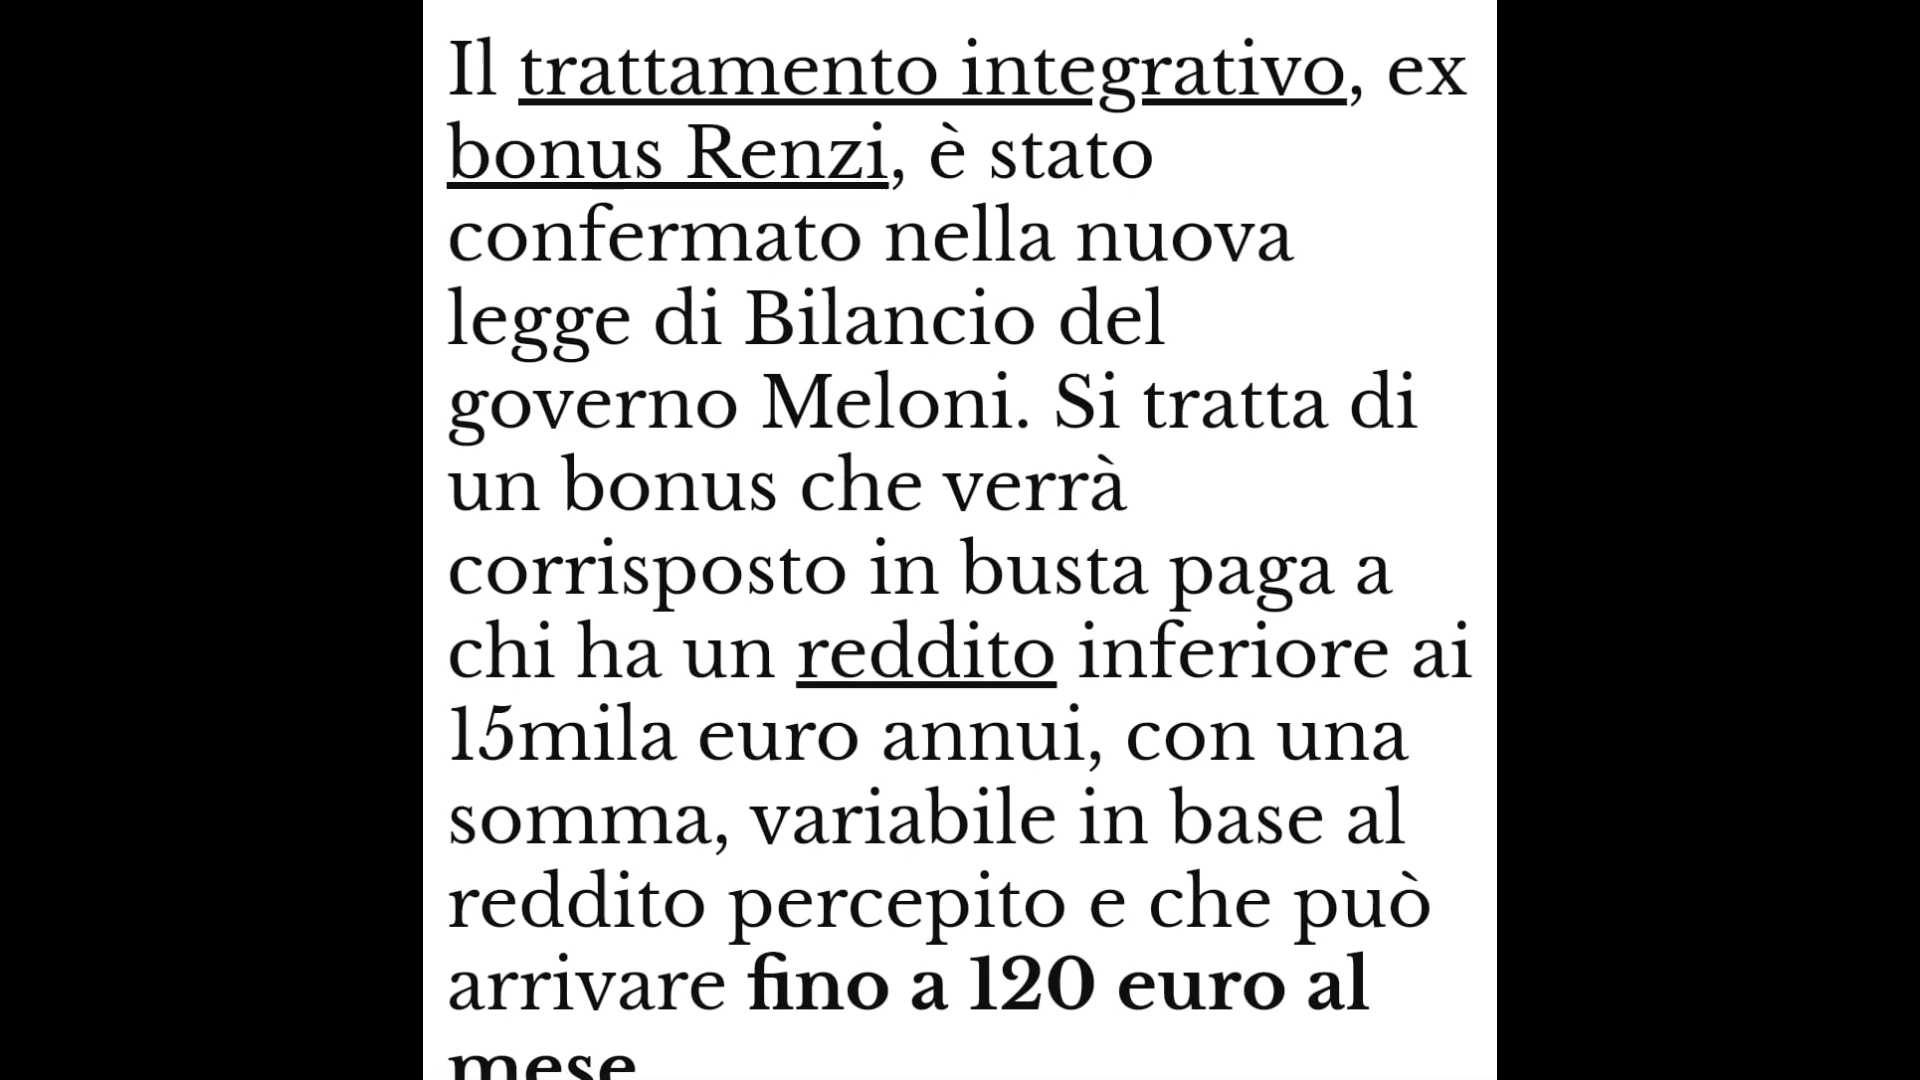 Il trattamento integrativo, ex
bonus Renzi, è stato
confermato nella nuova
legge di Bilancio del
governo Meloni. Si tratta di
un bonus che verrà
corrisposto in busta paga a
chi ha un reddito inferiore ai
15mila euro annui, con una
somma, variabile in base al
reddito percepito e che può
arrivare fino a 120 euro al
mese